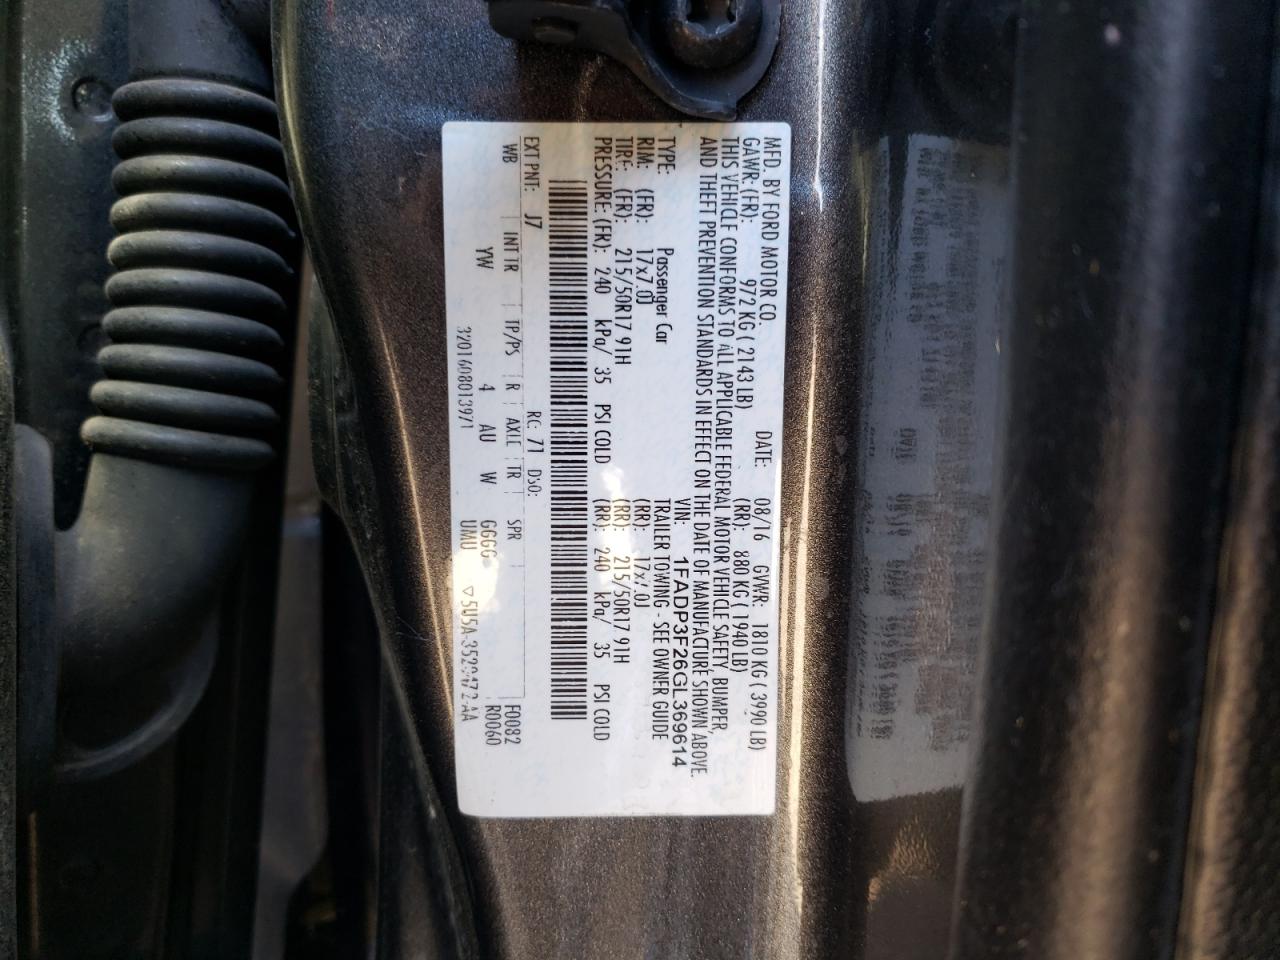 MFD. BY FORD MOTOR CO. DATE: 08/16 GVWR: 1810 KG ( 3990 LB)
GAWR: (FR): 972 KG ( 2143 LB) (RR): 880 KG ( 1940 LB)
THIS VEHICLE CONFORMS TO ALL APPLICABLE FEDERAL MOTOR VEHICLE SAFETY, BUMPER,
AND THEFT PREVENTION STANDARDS IN EFFECT ON THE DATE OF MANUFACTURE SHOWN ABOVE.
VIN: 1FADP3F26GL369614
TYPE: Passenger Car TRAILER TOWING - SEE OWNER GUIDE
RIM: (FR): 17x7.0J (RR): 17x7.0J
TIRE: (FR): 215/50R17 91H (RR): 215/50R17 91H
PRESSURE: (FR): 240 kPa/ 35 PSI COLD (RR): 240 kPa/ 35 PSI COLD
EXT PNT: J7 RC: 71 DSO: F0082
WB INT TR TP/PS R AXLE TR SPR R0060
YW 4 AU W GGGG
3201608013971 UMU